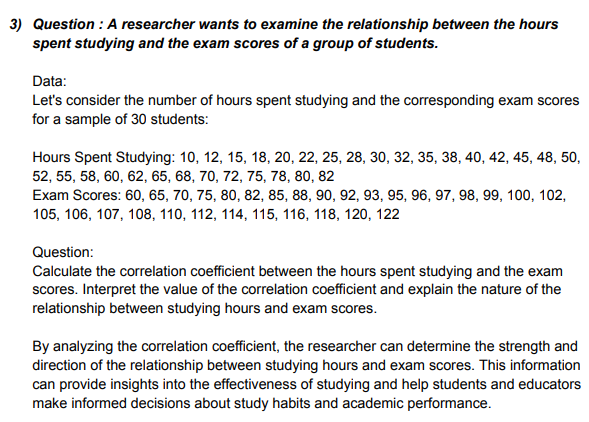 3) Question : A researcher wants to examine the relationship between the hours
spent studying and the exam scores of a group of students.
Data:
Let's consider the number of hours spent studying and the corresponding exam scores
for a sample of 30 students:
Hours Spent Studying: 10, 12, 15, 18, 20, 22, 25, 28, 30, 32, 35, 38, 40, 42, 45, 48, 50,
52, 55, 58, 60, 62, 65, 68, 70, 72, 75, 78, 80, 82
Exam Scores: 60, 65, 70, 75, 80, 82, 85, 88, 90, 92, 93, 95, 96, 97, 98, 99, 100, 102,
105, 106, 107, 108, 110, 112, 114, 115, 116, 118, 120, 122
Question:
Calculate the correlation coefficient between the hours spent studying and the exam
scores. Interpret the value of the correlation coefficient and explain the nature of the
relationship between studying hours and exam scores.
By analyzing the correlation coefficient, the researcher can determine the strength and
direction of the relationship between studying hours and exam scores. This information
can provide insights into the effectiveness of studying and help students and educators
make informed decisions about study habits and academic performance.